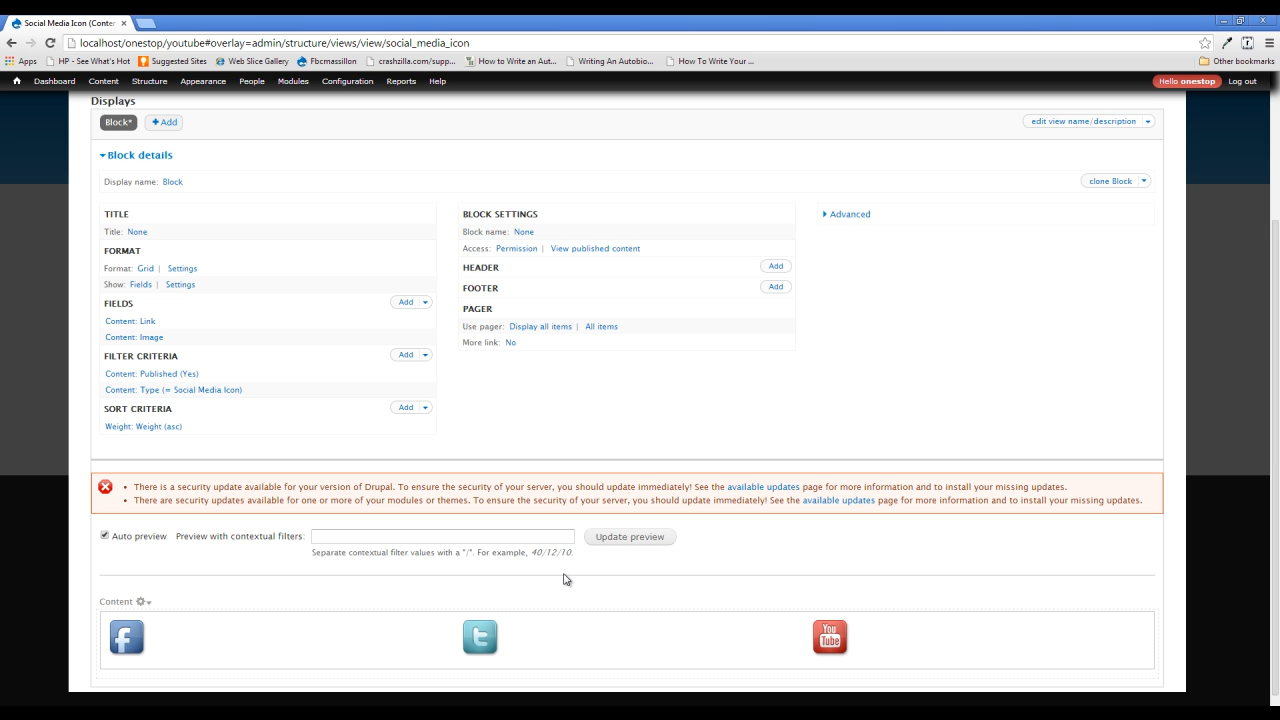 Social Media Icon (Conter
localhost/onestop/youtube#overlay=admin/structure/views/view/social_media_icon
Apps HP - See What's Hot Suggested Sites Web Slice Gallery Fbcmassillon crashzilla.com/supp... How to Write an Aut... Writing An Autobio... How To Write Your ... Other bookmarks
Dashboard Content Structure Appearance People Modules Configuration Reports Help Hello onestop Log out
Displays
Block* + Add edit view name/description
Block details
Display name: Block clone Block
TITLE
Title: None
FORMAT
Format: Grid | Settings
Show: Fields | Settings
FIELDS Add
Content: Link
Content: Image
FILTER CRITERIA Add
Content: Published (Yes)
Content: Type (= Social Media Icon)
SORT CRITERIA Add
Weight: Weight (asc)
BLOCK SETTINGS
Block name: None
Access: Permission | View published content
HEADER Add
FOOTER Add
PAGER
Use pager: Display all items | All items
More link: No
Advanced
There is a security update available for your version of Drupal. To ensure the security of your server, you should update immediately! See the available updates page for more information and to install your missing updates.
There are security updates available for one or more of your modules or themes. To ensure the security of your server, you should update immediately! See the available updates page for more information and to install your missing updates.
Auto preview Preview with contextual filters: Update preview
Separate contextual filter values with a "/". For example, 40/12/10.
Content
f t You
Tube